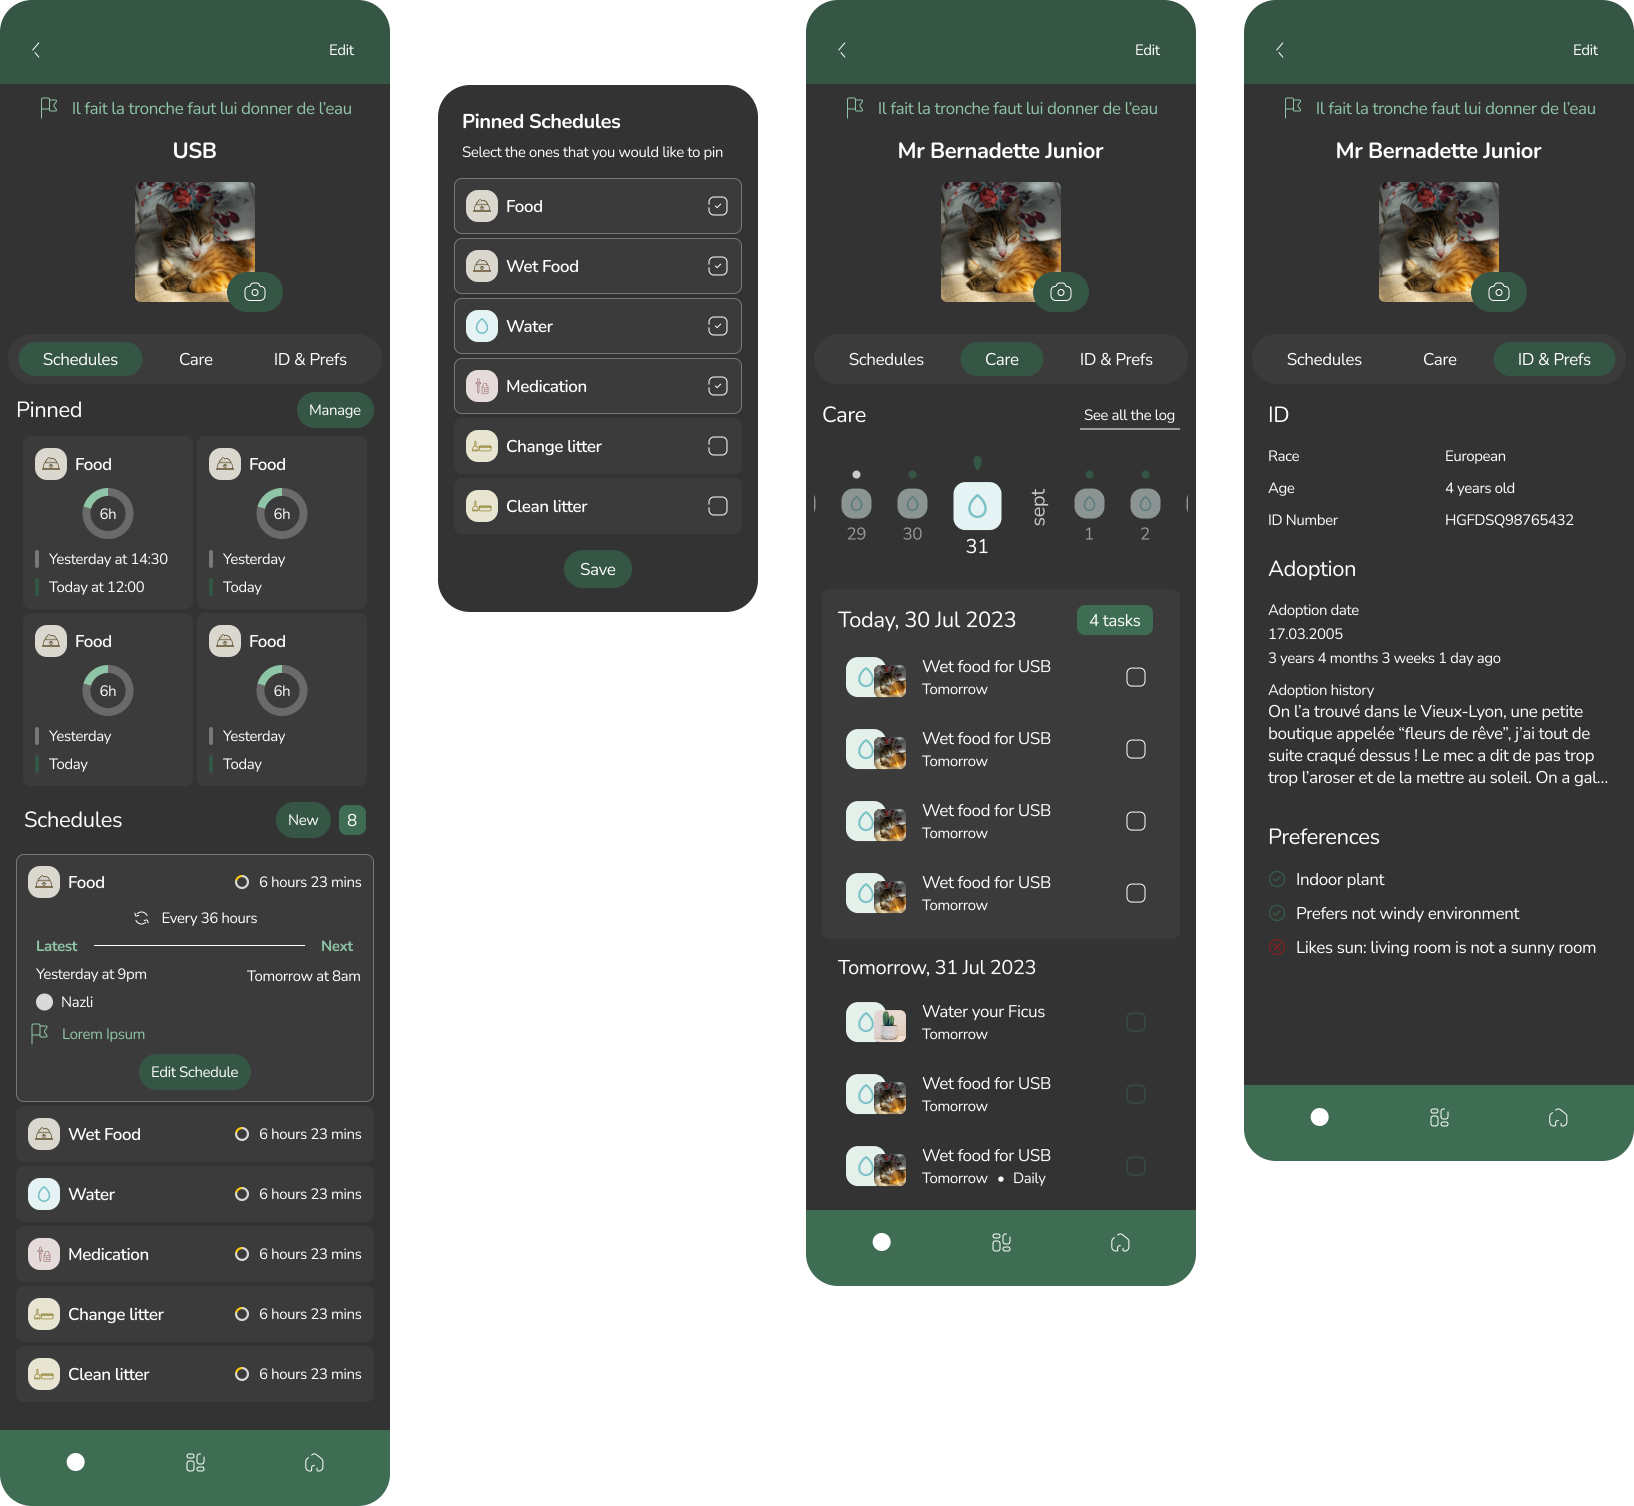 Edit
Il fait la tronche faut lui donner de l'eau
USB
Schedules Care ID & Prefs
Pinned Manage
Food Food
6h 6h
Yesterday at 14:30 Yesterday
Today at 12:00 Today
Food Food
6h 6h
Yesterday Yesterday
Today Today
Schedules New 8
Food 6 hours 23 mins
Every 36 hours
Latest Next
Yesterday at 9pm Tomorrow at 8am
Nazli
Lorem Ipsum
Edit Schedule
Wet Food 6 hours 23 mins
Water 6 hours 23 mins
Medication 6 hours 23 mins
Change litter 6 hours 23 mins
Clean litter 6 hours 23 mins
Pinned Schedules
Select the ones that you would like to pin
Food
Wet Food
Water
Medication
Change litter
Clean litter
Save
Edit
Il fait la tronche faut lui donner de l'eau
Mr Bernadette Junior
Schedules Care ID & Prefs
Care See all the log
29 30 31 sept 1 2
Today, 30 Jul 2023 4 tasks
Wet food for USB
Tomorrow
Wet food for USB
Tomorrow
Wet food for USB
Tomorrow
Wet food for USB
Tomorrow
Tomorrow, 31 Jul 2023
Water your Ficus
Tomorrow
Wet food for USB
Tomorrow
Wet food for USB
Tomorrow • Daily
Edit
Il fait la tronche faut lui donner de l'eau
Mr Bernadette Junior
Schedules Care ID & Prefs
ID
Race European
Age 4 years old
ID Number HGFDSQ98765432
Adoption
Adoption date
17.03.2005
3 years 4 months 3 weeks 1 day ago
Adoption history
On l'a trouvé dans le Vieux-Lyon, une petite
boutique appelée “fleurs de rêve”, j'ai tout de
suite craqué dessus ! Le mec a dit de pas trop
trop l'aroser et de la mettre au soleil. On a gal...
Preferences
Indoor plant
Prefers not windy environment
Likes sun: living room is not a sunny room